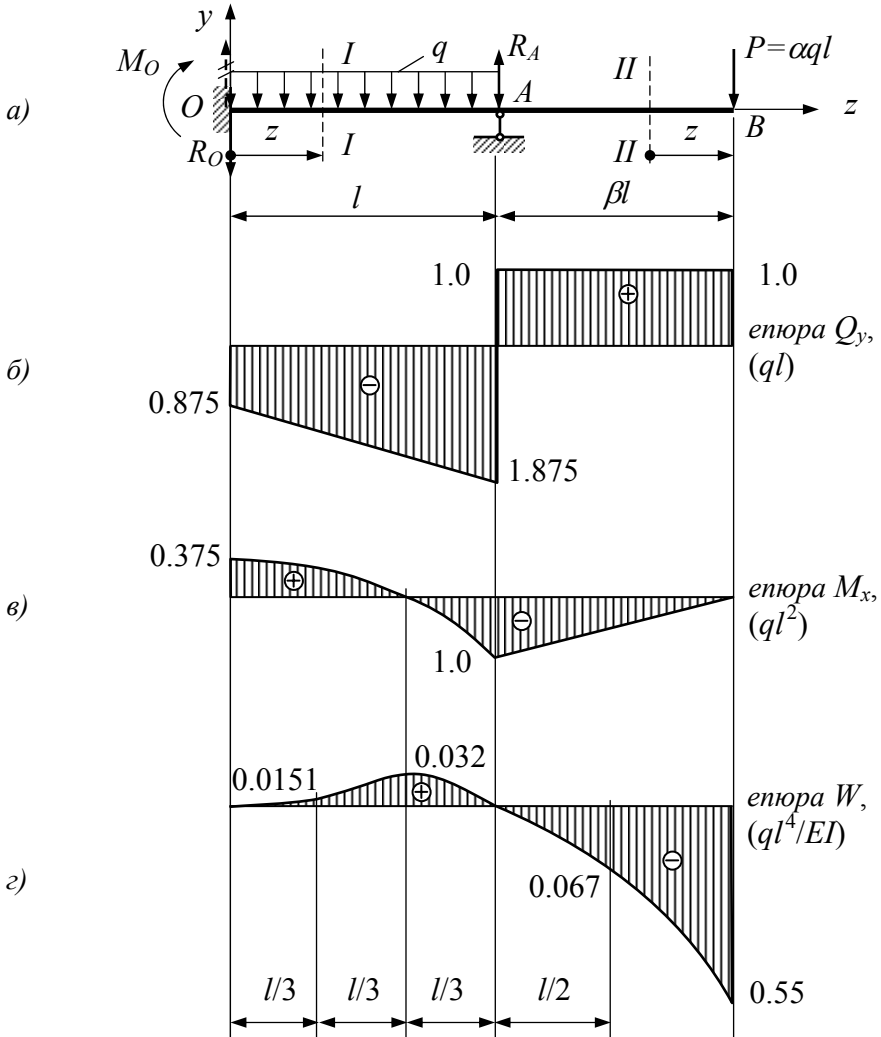 y
M_O
I
q
R_A
II
P=αql
а)
O
A
z
R_O
z
I
II
z
B
l
βl
1.0
1.0
епюра Q_y,
(ql)
б)
0.875
1.875
0.375
епюра M_x,
(ql²)
в)
1.0
0.0151
0.032
епюра W,
(ql⁴/EI)
г)
0.067
l/3
l/3
l/3
l/2
0.55